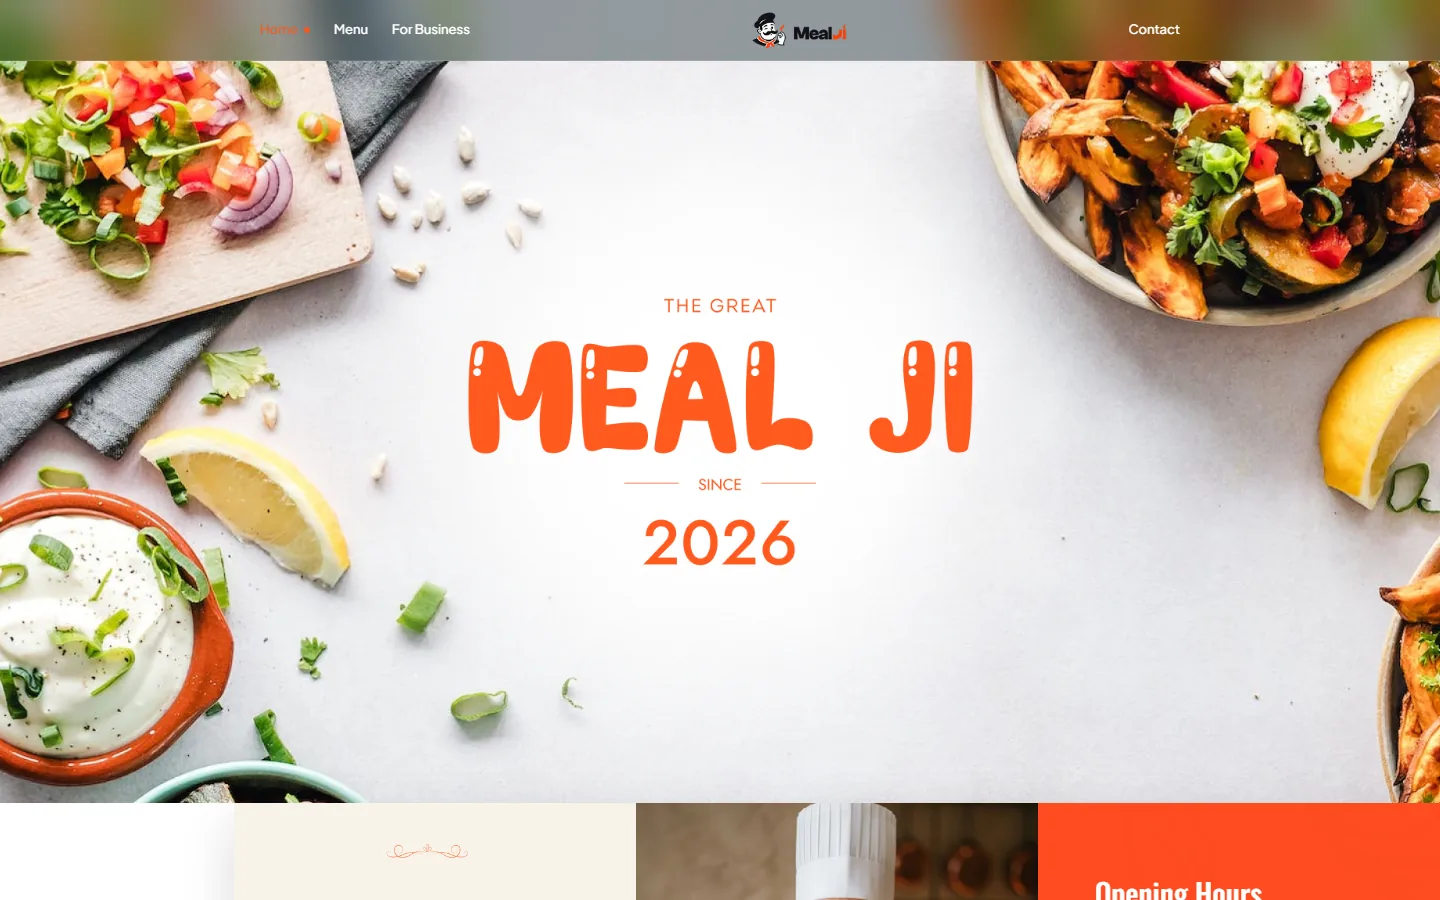 Home
Menu
For Business
MealJi
Contact
THE GREAT
MEAL JI
SINCE
2026
Opening Hours